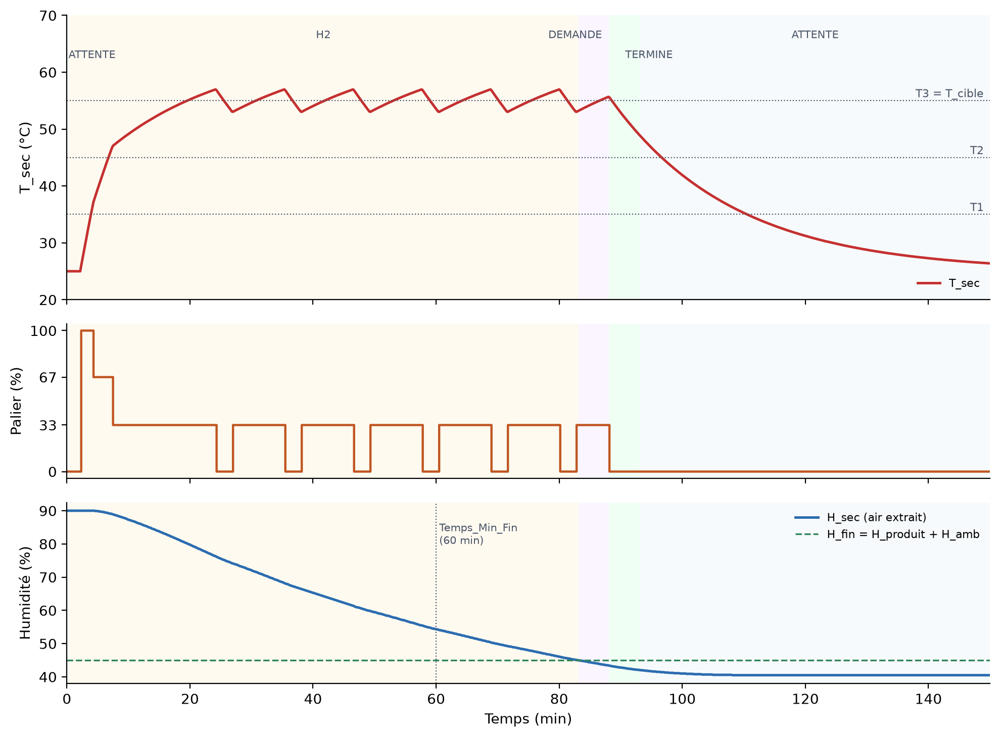 70
60
50
40
30
20
T_sec (°C)
H2
DEMANDE
ATTENTE
ATTENTE
TERMINE
T3 = T_cible
T2
T1
T_sec
100
67
33
0
Palier (%)
90
80
70
60
50
40
Humidité (%)
H_sec (air extrait)
H_fin = H_produit + H_amb
Temps_Min_Fin
(60 min)
0 20 40 60 80 100 120 140
Temps (min)